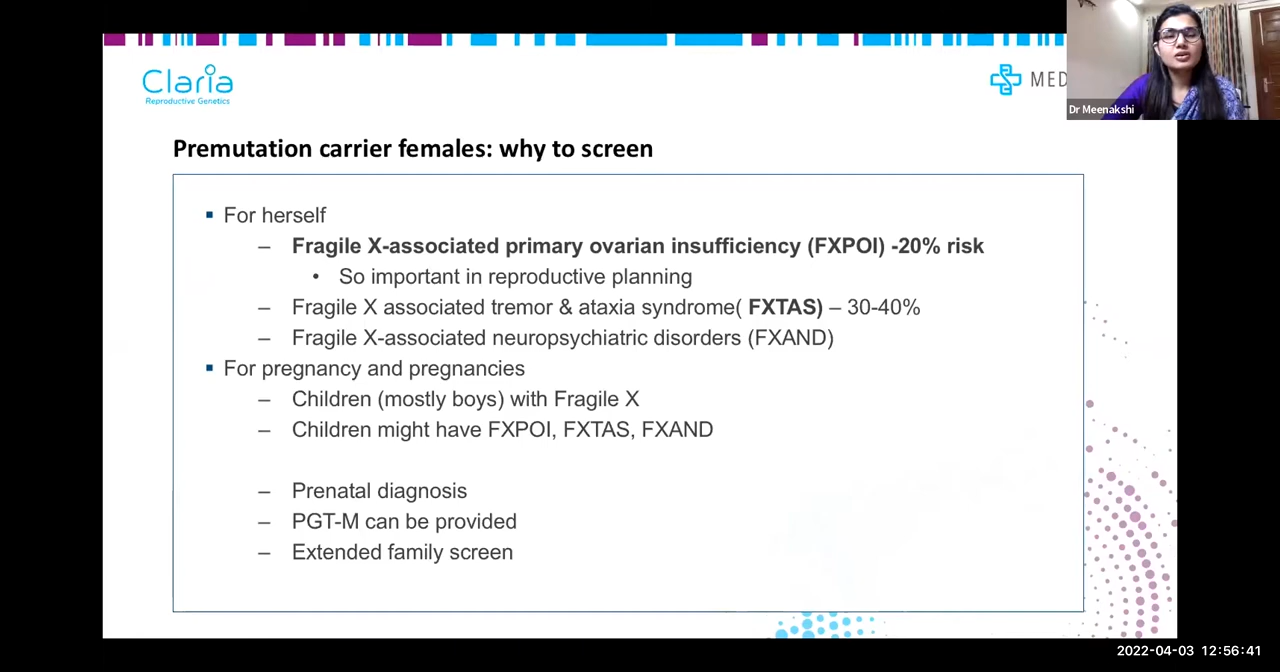 Claria
Reproductive Genetics
MED
Dr Meenakshi
Premutation carrier females: why to screen
▪ For herself
– Fragile X-associated primary ovarian insufficiency (FXPOI) -20% risk
• So important in reproductive planning
– Fragile X associated tremor & ataxia syndrome( FXTAS) – 30-40%
– Fragile X-associated neuropsychiatric disorders (FXAND)
▪ For pregnancy and pregnancies
– Children (mostly boys) with Fragile X
– Children might have FXPOI, FXTAS, FXAND
– Prenatal diagnosis
– PGT-M can be provided
– Extended family screen
2022-04-03 12:56:41